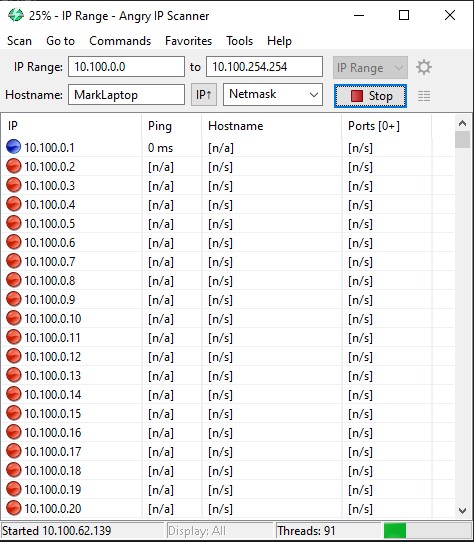 25% - IP Range - Angry IP Scanner
Scan Go to Commands Favorites Tools Help
IP Range: 10.100.0.0 to 10.100.254.254 IP Range
Hostname: MarkLaptop IP↑ Netmask Stop
IP Ping Hostname Ports [0+]
10.100.0.1 0 ms [n/a] [n/s]
10.100.0.2 [n/a] [n/s] [n/s]
10.100.0.3 [n/a] [n/s] [n/s]
10.100.0.4 [n/a] [n/s] [n/s]
10.100.0.5 [n/a] [n/s] [n/s]
10.100.0.6 [n/a] [n/s] [n/s]
10.100.0.7 [n/a] [n/s] [n/s]
10.100.0.8 [n/a] [n/s] [n/s]
10.100.0.9 [n/a] [n/s] [n/s]
10.100.0.10 [n/a] [n/s] [n/s]
10.100.0.11 [n/a] [n/s] [n/s]
10.100.0.12 [n/a] [n/s] [n/s]
10.100.0.13 [n/a] [n/s] [n/s]
10.100.0.14 [n/a] [n/s] [n/s]
10.100.0.15 [n/a] [n/s] [n/s]
10.100.0.16 [n/a] [n/s] [n/s]
10.100.0.17 [n/a] [n/s] [n/s]
10.100.0.18 [n/a] [n/s] [n/s]
10.100.0.19 [n/a] [n/s] [n/s]
10.100.0.20 [n/a] [n/s] [n/s]
Started 10.100.62.139 Display: All Threads: 91